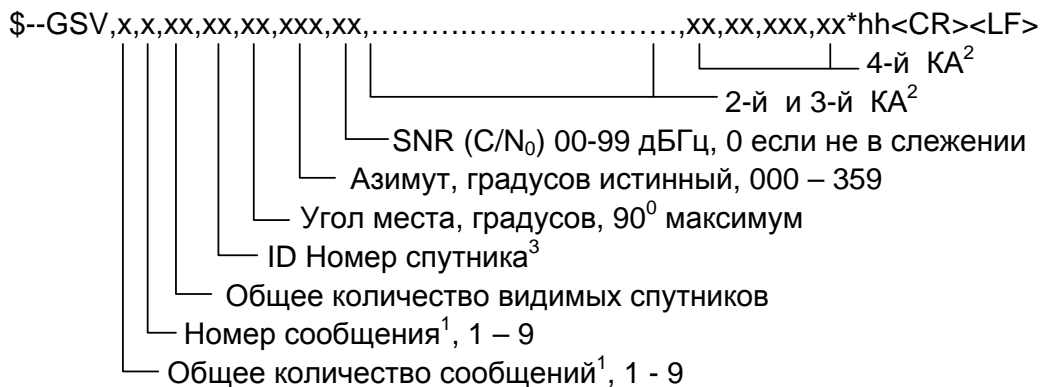 $--GSV,x,x,xx,xx,xx,xxx,xx,…………………………,xx,xx,xxx,xx*hh<CR><LF>
4-й КА²
2-й и 3-й КА²
SNR (C/N₀) 00-99 дБГц, 0 если не в слежении
Азимут, градусов истинный, 000 – 359
Угол места, градусов, 90⁰ максимум
ID Номер спутника³
Общее количество видимых спутников
Номер сообщения¹, 1 – 9
Общее количество сообщений¹, 1 - 9